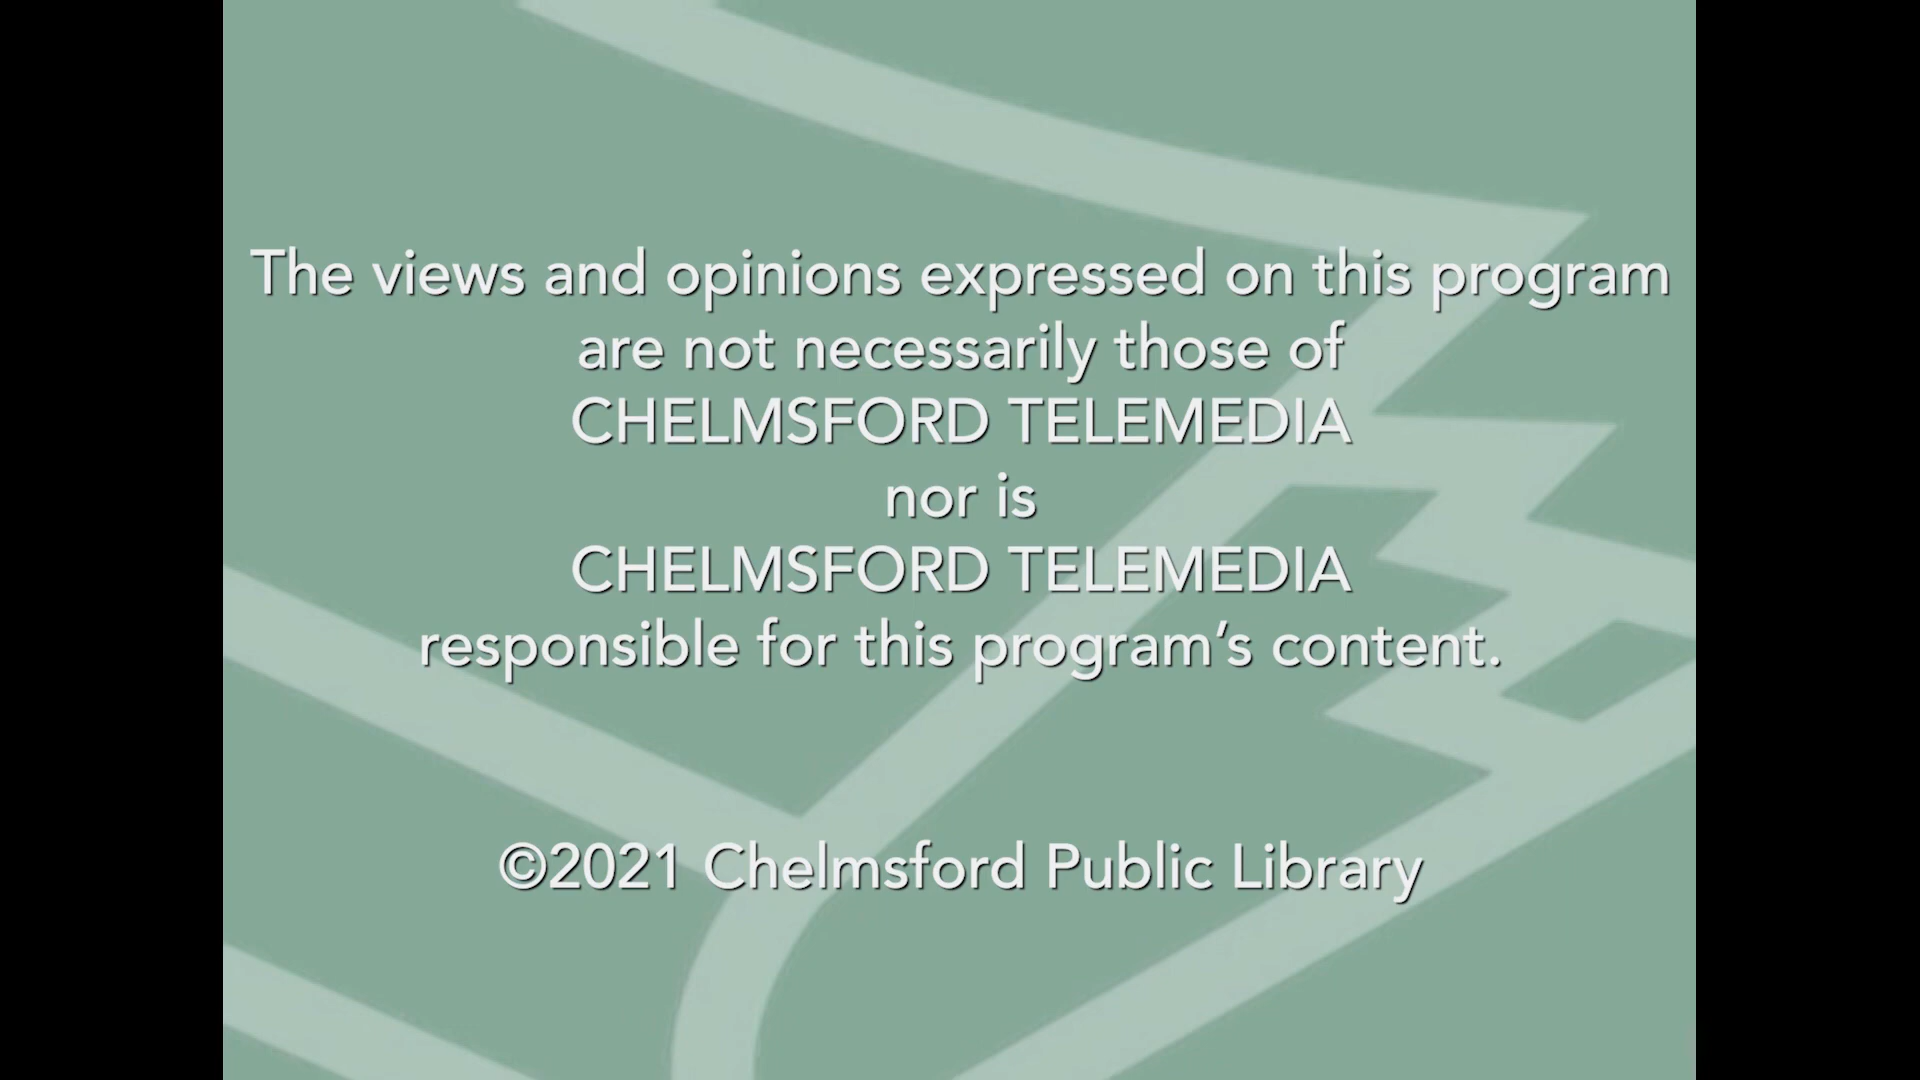 The views and opinions expressed on this program
are not necessarily those of
CHELMSFORD TELEMEDIA
nor is
CHELMSFORD TELEMEDIA
responsible for this program’s content.
©2021 Chelmsford Public Library